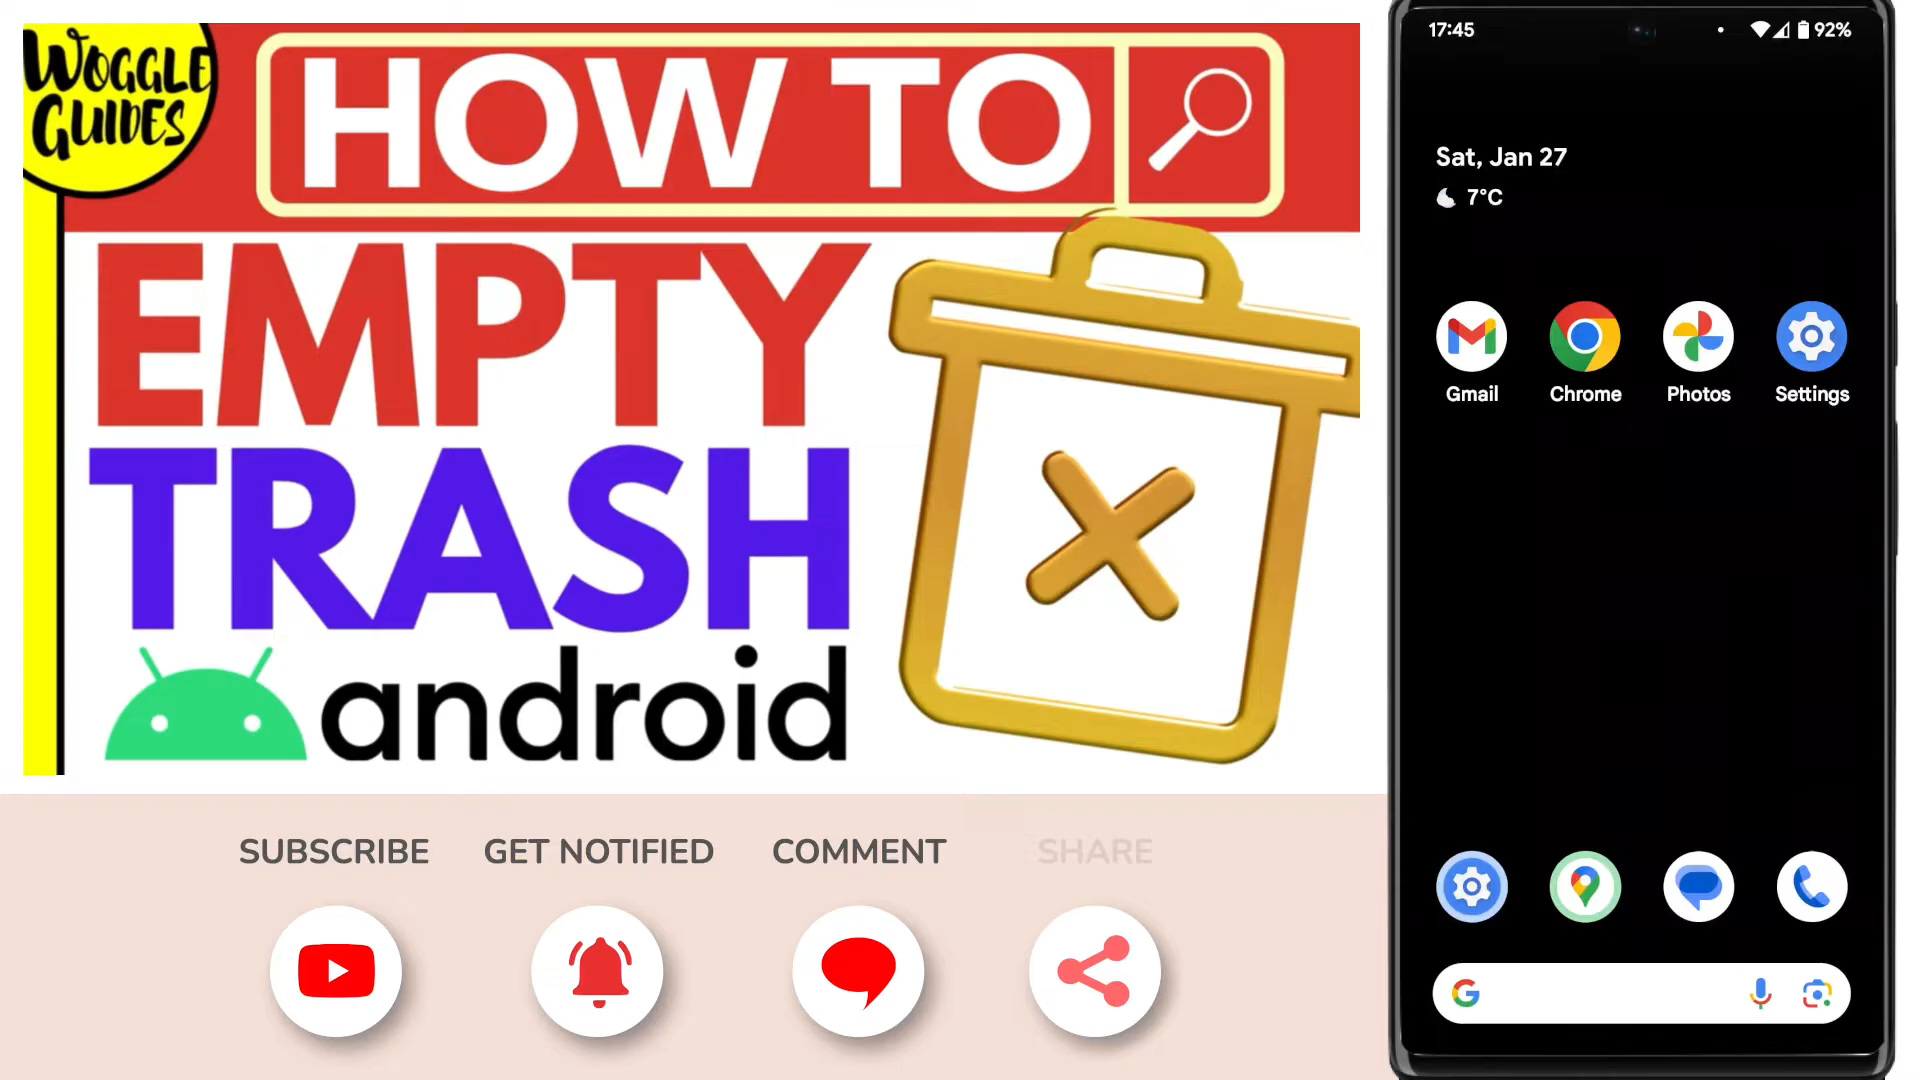 WOGGLE
GUIDES
HOW TO
EMPTY
TRASH
android
SUBSCRIBE
GET NOTIFIED
COMMENT
SHARE
17:45
92%
Sat, Jan 27
7°C
Gmail
Chrome
Photos
Settings